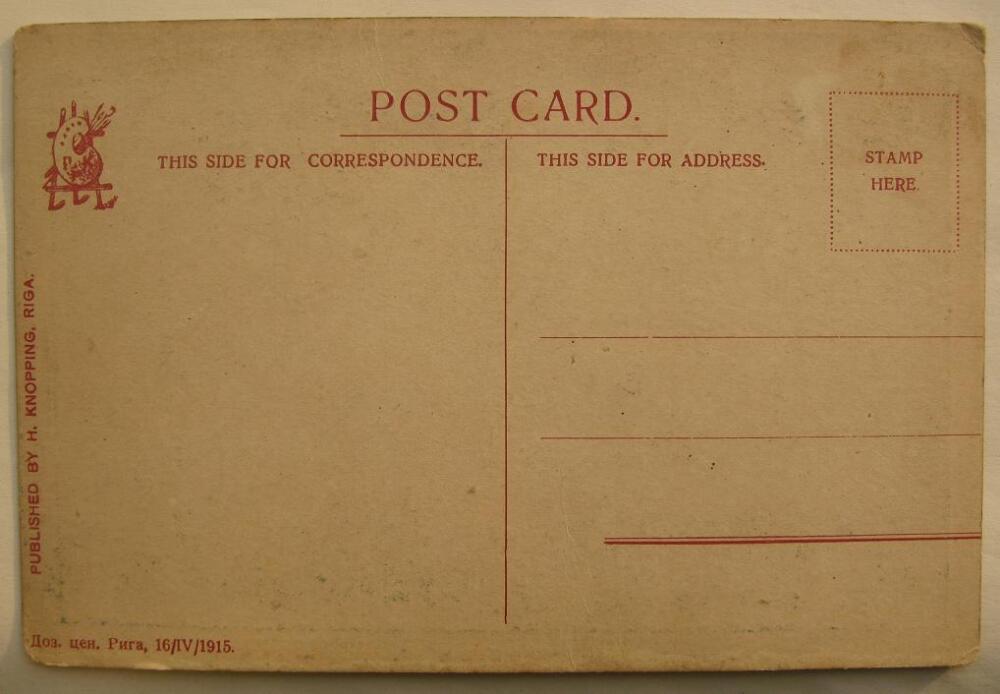 POST CARD.
THIS SIDE FOR CORRESPONDENCE.
THIS SIDE FOR ADDRESS.
STAMP
HERE.
PUBLISHED BY H. KNOPPING, RIGA.
Доз. цен. Рига, 16/IV/1915.